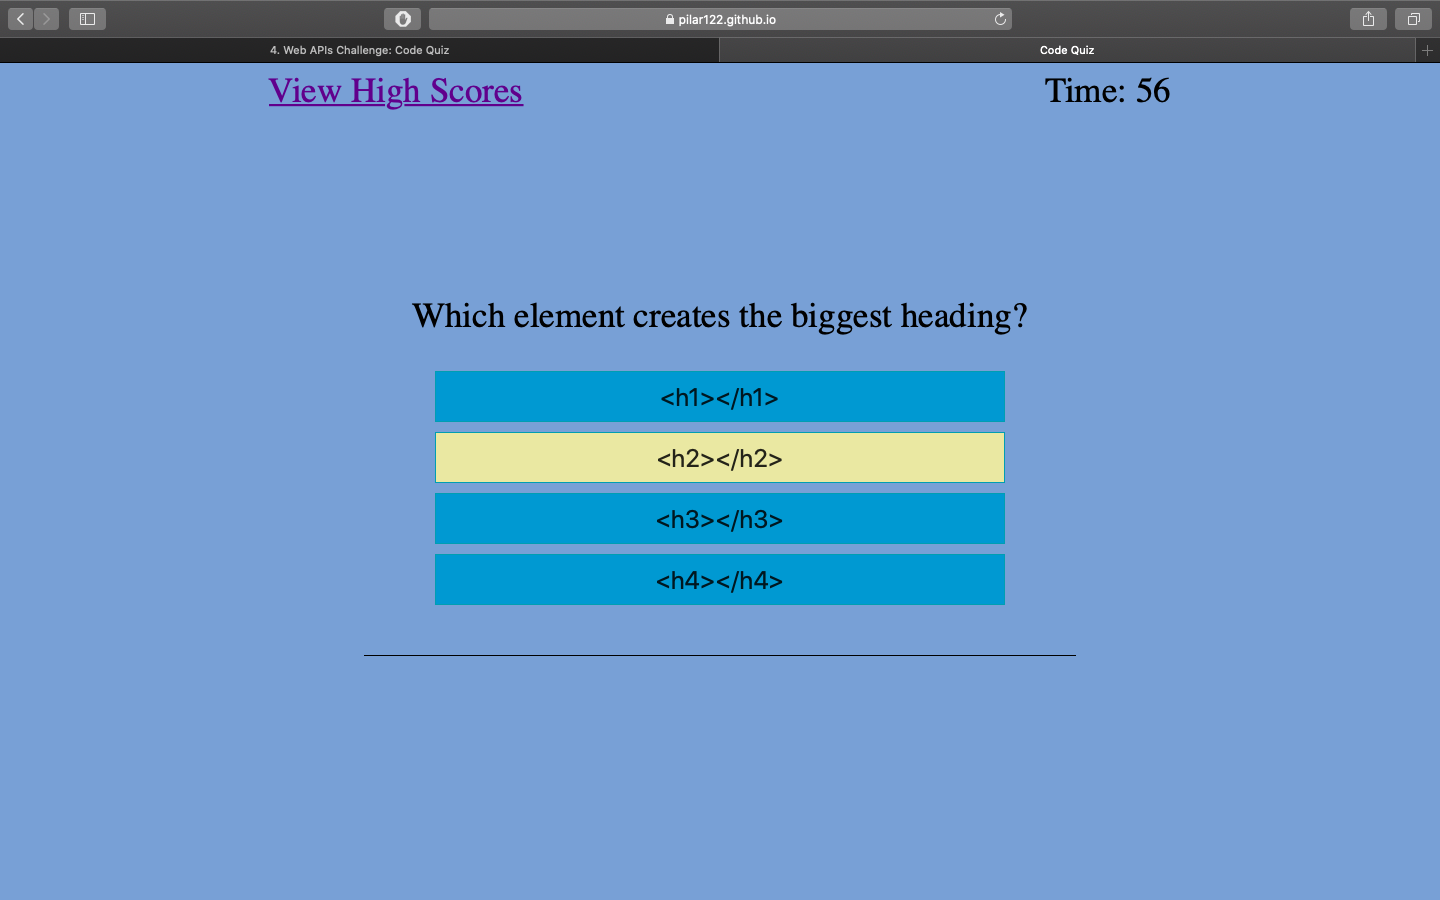 pilar122.github.io
4. Web APIs Challenge: Code Quiz
Code Quiz
View High Scores
Time: 56
Which element creates the biggest heading?
<h1></h1>
<h2></h2>
<h3></h3>
<h4></h4>